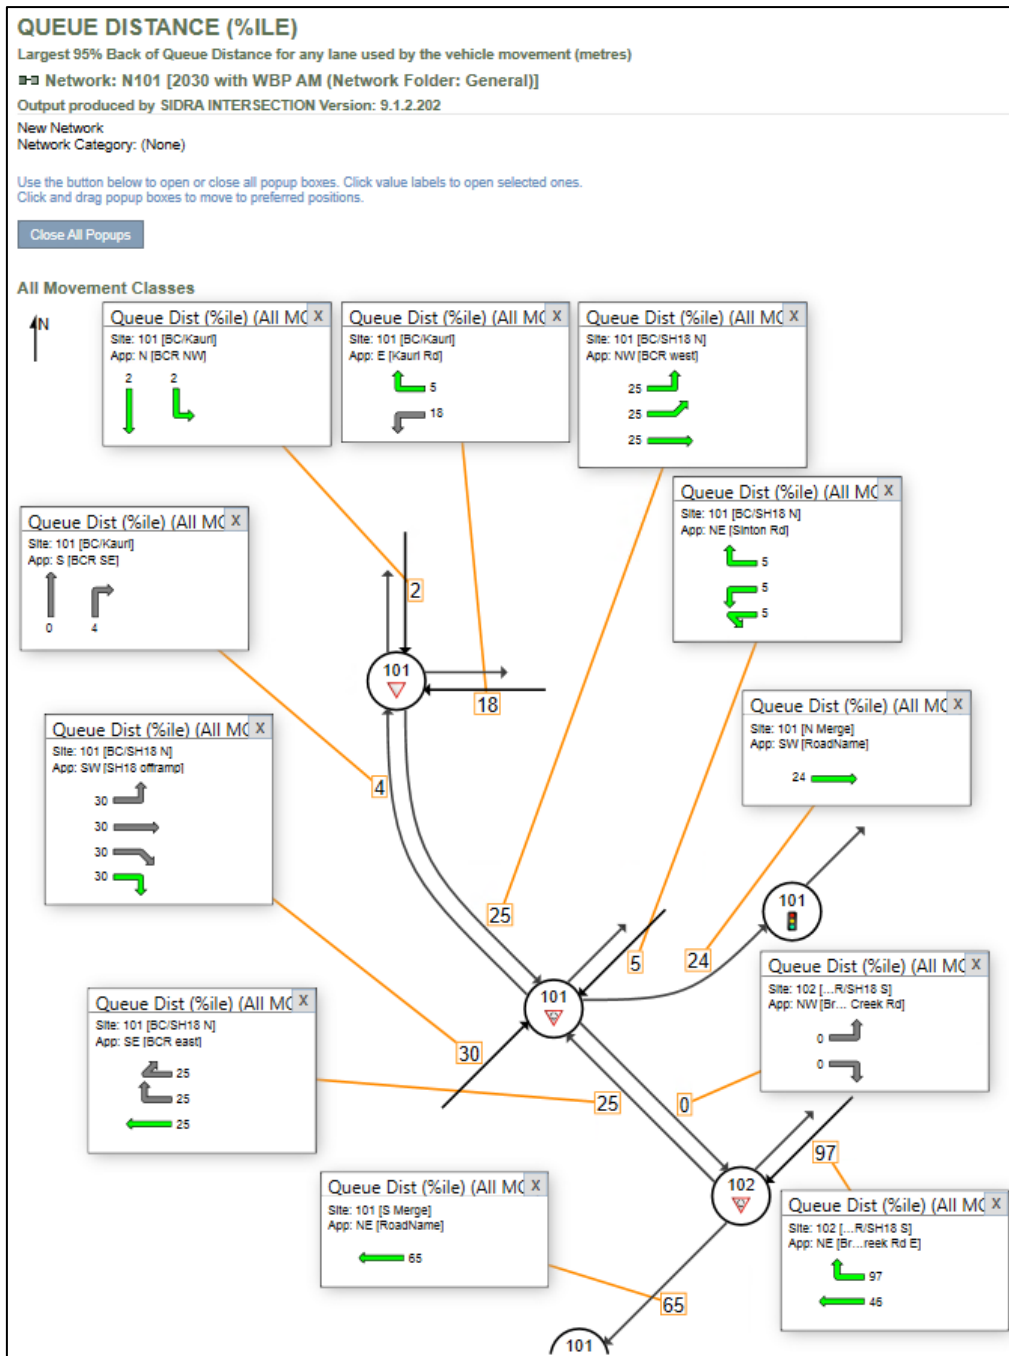 QUEUE DISTANCE (%ILE)
Largest 95% Back of Queue Distance for any lane used by the vehicle movement (metres)
Network: N101 [2030 with WBP AM (Network Folder: General)]
Output produced by SIDRA INTERSECTION Version: 9.1.2.202
New Network
Network Category: (None)
Use the button below to open or close all popup boxes. Click value labels to open selected ones.
Click and drag popup boxes to move to preferred positions.
Close All Popups
All Movement Classes
N
Queue Dist (%ile) (All MC X
Site: 101 [BC/Kauri]
App: N [BCR NW]
2 2
Queue Dist (%ile) (All MC X
Site: 101 [BC/Kauri]
App: E [Kauri Rd]
5
18
Queue Dist (%ile) (All MC X
Site: 101 [BC/SH18 N]
App: NW [BCR west]
25
25
25
Queue Dist (%ile) (All MC X
Site: 101 [BC/SH18 N]
App: NE [Sinton Rd]
5
5
5
Queue Dist (%ile) (All MC X
Site: 101 [BC/Kauri]
App: S [BCR SE]
0 4
2
101
18
Queue Dist (%ile) (All MC X
Site: 101 [N Merge]
App: SW [RoadName]
24
Queue Dist (%ile) (All MC X
Site: 101 [BC/SH18 N]
App: SW [SH18 offramp]
30
30
30
30
4
25
101
5
24
Queue Dist (%ile) (All MC X
Site: 102 [...R/SH18 S]
App: NW [Br... Creek Rd]
0
0
101
Queue Dist (%ile) (All MC X
Site: 101 [BC/SH18 N]
App: SE [BCR east]
25
25
25
30
25
0
97
102
Queue Dist (%ile) (All MC X
Site: 101 [S Merge]
App: NE [RoadName]
65
Queue Dist (%ile) (All MC X
Site: 102 [...R/SH18 S]
App: NE [Br...reek Rd E]
97
46
65
101